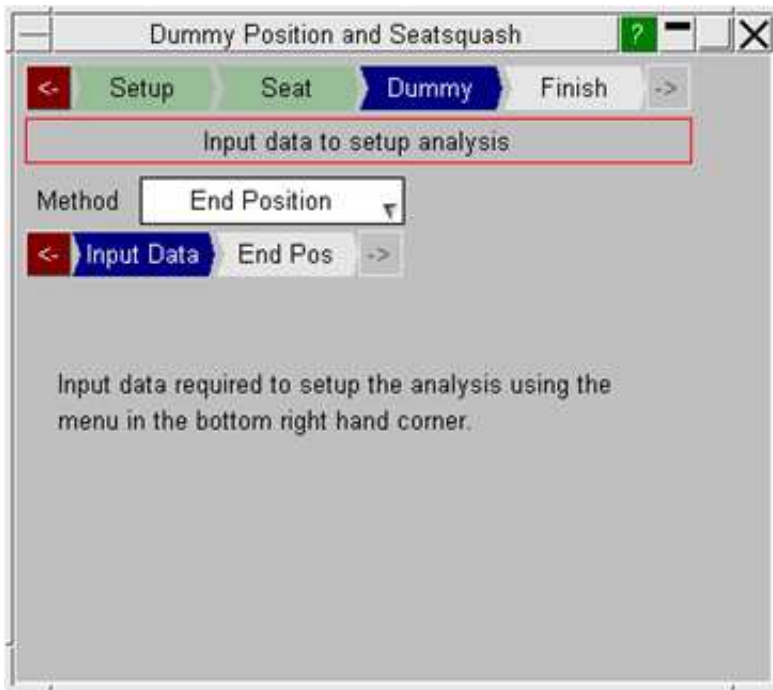 Dummy Position and Seatsquash ?
<- Setup Seat Dummy Finish ->
Input data to setup analysis
Method End Position
<- Input Data End Pos ->
Input data required to setup the analysis using the
menu in the bottom right hand corner.